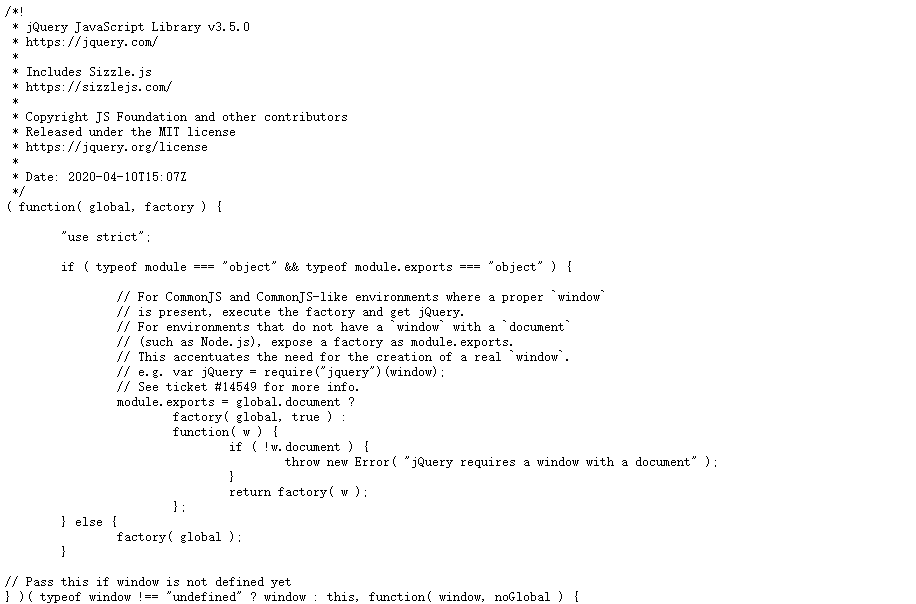 /*!
 * jQuery JavaScript Library v3.5.0
 * https://jquery.com/
 *
 * Includes Sizzle.js
 * https://sizzlejs.com/
 *
 * Copyright JS Foundation and other contributors
 * Released under the MIT license
 * https://jquery.org/license
 *
 * Date: 2020-04-10T15:07Z
 */
( function( global, factory ) {

	"use strict";

	if ( typeof module === "object" && typeof module.exports === "object" ) {

		// For CommonJS and CommonJS-like environments where a proper `window`
		// is present, execute the factory and get jQuery.
		// For environments that do not have a `window` with a `document`
		// (such as Node.js), expose a factory as module.exports.
		// This accentuates the need for the creation of a real `window`.
		// e.g. var jQuery = require("jquery")(window);
		// See ticket #14549 for more info.
		module.exports = global.document ?
			factory( global, true ) :
			function( w ) {
				if ( !w.document ) {
					throw new Error( "jQuery requires a window with a document" );
				}
				return factory( w );
			};
	} else {
		factory( global );
	}

// Pass this if window is not defined yet
} )( typeof window !== "undefined" ? window : this, function( window, noGlobal ) {